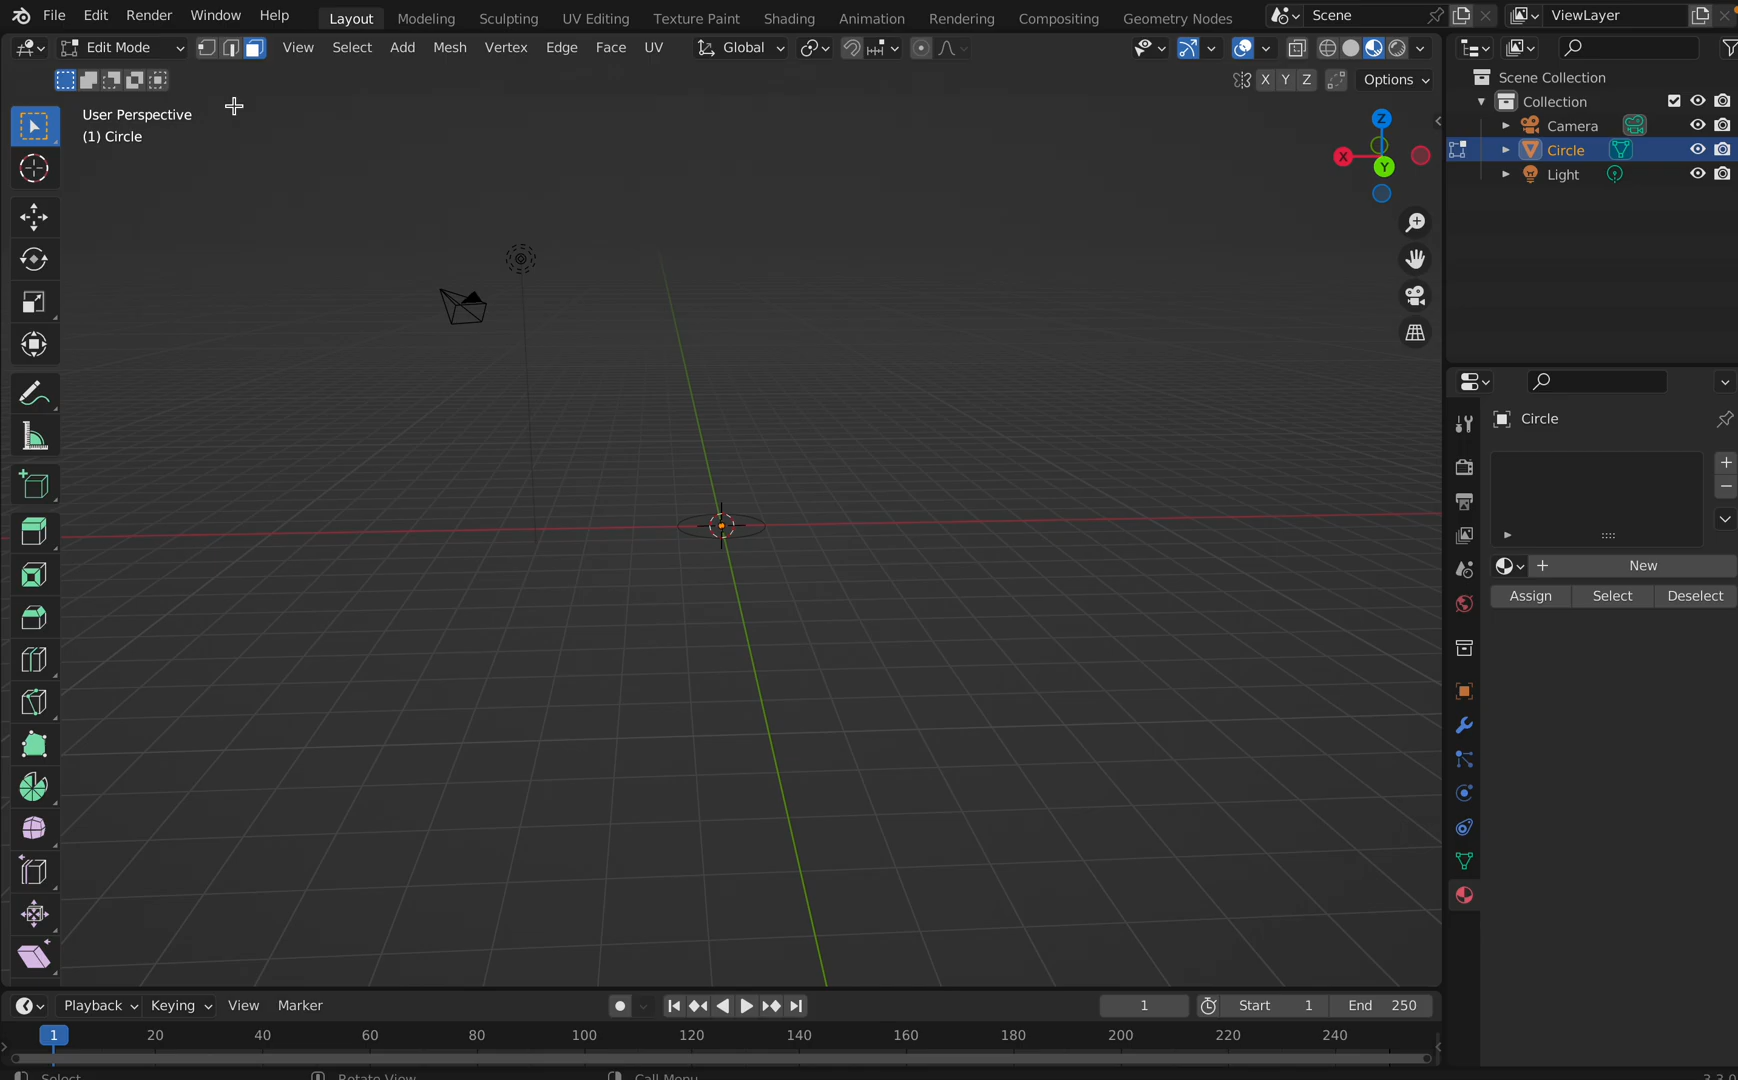 File Edit Render Window Help Layout Modeling Sculpting UV Editing Texture Paint Shading Animation Rendering Compositing Geometry Nodes Scene ViewLayer
Edit Mode View Select Add Mesh Vertex Edge Face UV Global
X Y Z Options
Scene Collection
Collection
Camera
Circle
Light
User Perspective
(1) Circle
Z
X
Y
Circle
New
Assign Select Deselect
Playback Keying View Marker 1 Start 1 End 250
1 20 40 60 80 100 120 140 160 180 200 220 240
Select Rotate View Call Menu 3.3.0